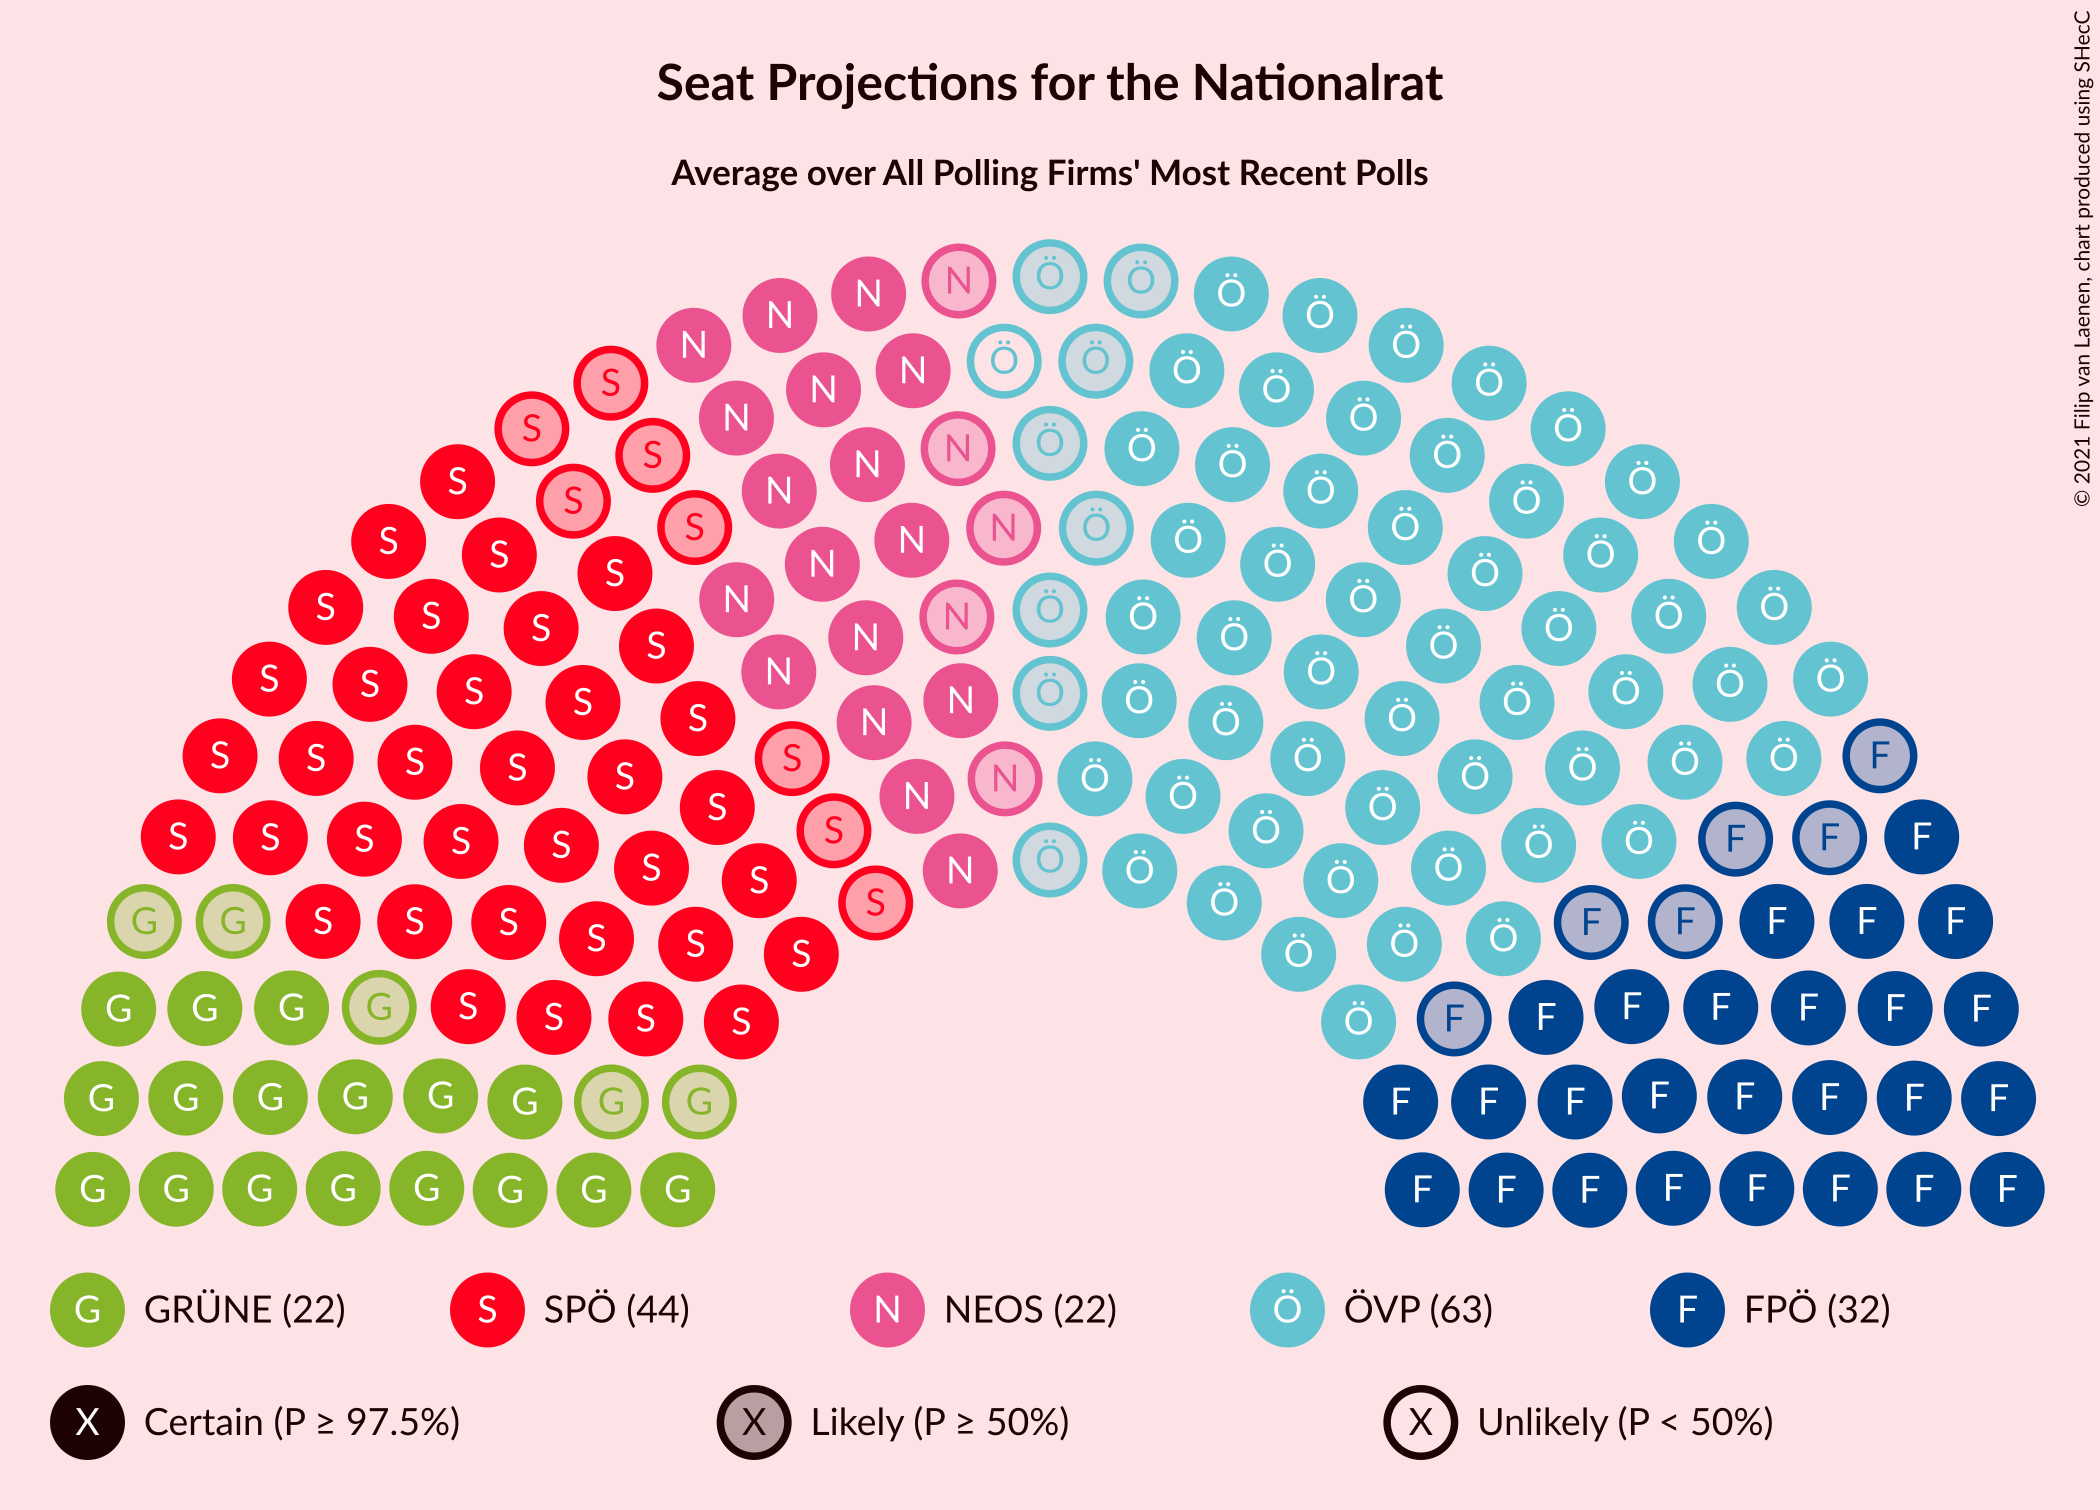 Seat Projections for the Nationalrat
Average over All Polling Firms' Most Recent Polls
© 2021 Filip van Laenen, chart produced using SHecC
N N Ö Ö Ö
N Ö
N Ö
S N N Ö Ö Ö Ö Ö
S S N N Ö Ö Ö Ö Ö
S S N N Ö Ö Ö Ö
S S S S N N N Ö Ö Ö Ö Ö Ö Ö
S S S S N N N Ö Ö Ö Ö Ö Ö Ö Ö
S S S S S N N N Ö Ö Ö Ö Ö Ö Ö Ö Ö
S S S S S S S N N Ö Ö Ö Ö Ö Ö Ö Ö F
S S S S S S S S N Ö Ö Ö Ö Ö Ö Ö F F F
G G S S S S S S S Ö Ö Ö Ö F F F F F
G G G G S S S S Ö F F F F F F F
G G G G G G G G F F F F F F F F
G G G G G G G G F F F F F F F F
G GRÜNE (22) S SPÖ (44) N NEOS (22) Ö ÖVP (63) F FPÖ (32)
X Certain (P ≥ 97.5%) X Likely (P ≥ 50%) X Unlikely (P < 50%)